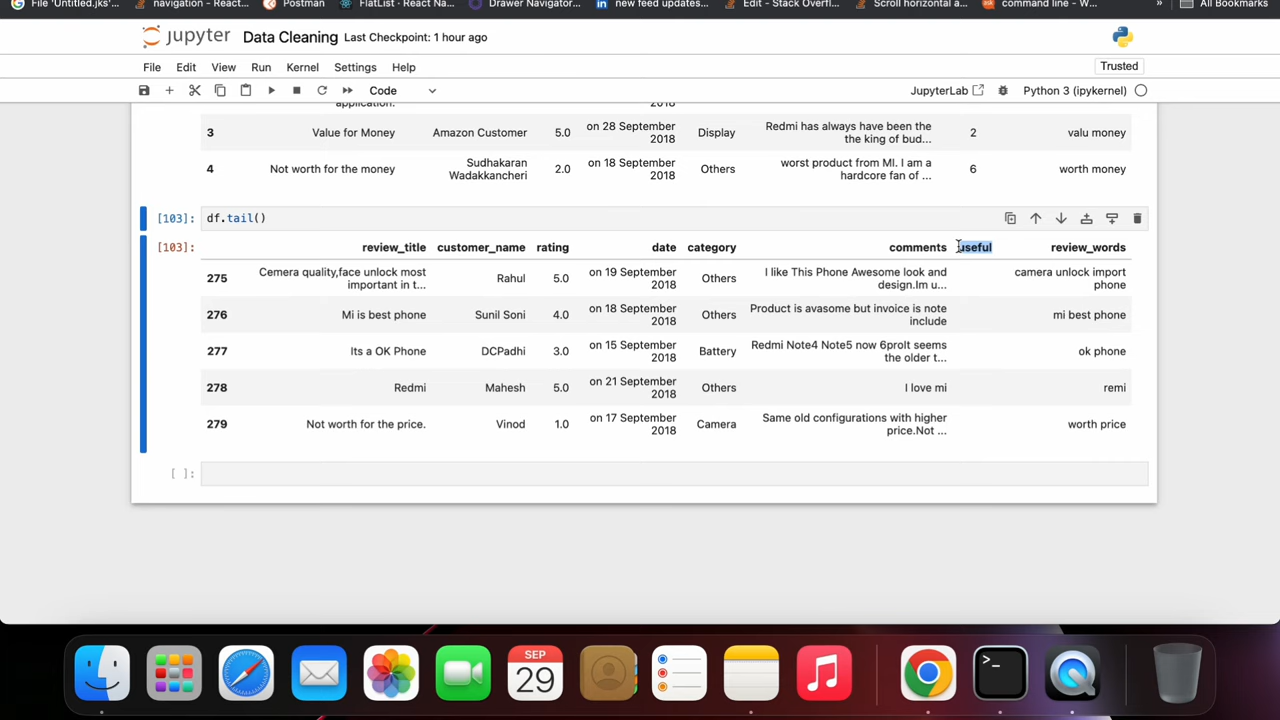 File 'Untitled.jks'...
navigation - React...
Postman
FlatList · React Na...
Drawer Navigator...
new feed updates...
Edit - Stack Overfl...
Scroll horizontal a...
command line - W...
»
All Bookmarks
jupyter Data Cleaning Last Checkpoint: 1 hour ago
File Edit View Run Kernel Settings Help
Trusted
Code
JupyterLab
Python 3 (ipykernel)
application.
2018
3 Value for Money Amazon Customer 5.0 on 28 September 2018 Display Redmi has always have been the the king of bud... 2 valu money
4 Not worth for the money Sudhakaran Wadakkancheri 2.0 on 18 September 2018 Others worst product from MI. I am a hardcore fan of ... 6 worth money
[103]: df.tail()
[103]: review_title customer_name rating date category comments useful review_words
275 Cemera quality,face unlock most important in t... Rahul 5.0 on 19 September 2018 Others I like This Phone Awesome look and design.Im u... camera unlock import phone
276 Mi is best phone Sunil Soni 4.0 on 18 September 2018 Others Product is avasome but invoice is note include mi best phone
277 Its a OK Phone DCPadhi 3.0 on 15 September 2018 Battery Redmi Note4 Note5 now 6proIt seems the older t... ok phone
278 Redmi Mahesh 5.0 on 21 September 2018 Others I love mi remi
279 Not worth for the price. Vinod 1.0 on 17 September 2018 Camera Same old configurations with higher price.Not ... worth price
[ ]:
SEP
29
>_